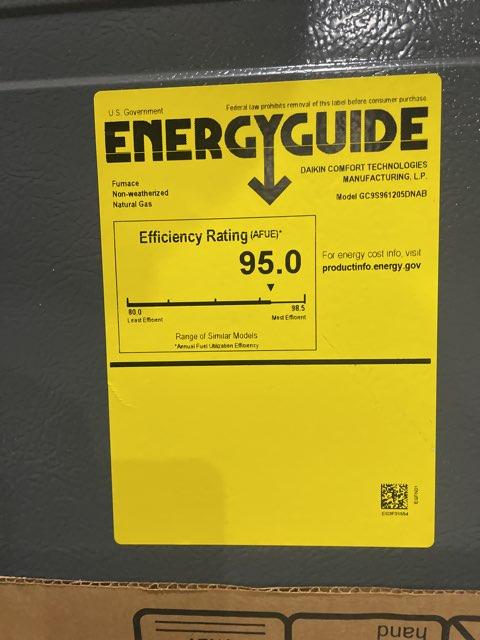 U.S. Government
Federal law prohibits removal of this label before consumer purchase.
ENERGYGUIDE
Furnace
Non-weatherized
Natural Gas
DAIKIN COMFORT TECHNOLOGIES
MANUFACTURING, L.P.
Model GC9S961205DNAB
Efficiency Rating (AFUE)*
95.0
80.0
98.5
Least Efficient
Most Efficient
Range of Similar Models
*Annual Fuel Utilization Efficiency
For energy cost info, visit
productinfo.energy.gov
hand